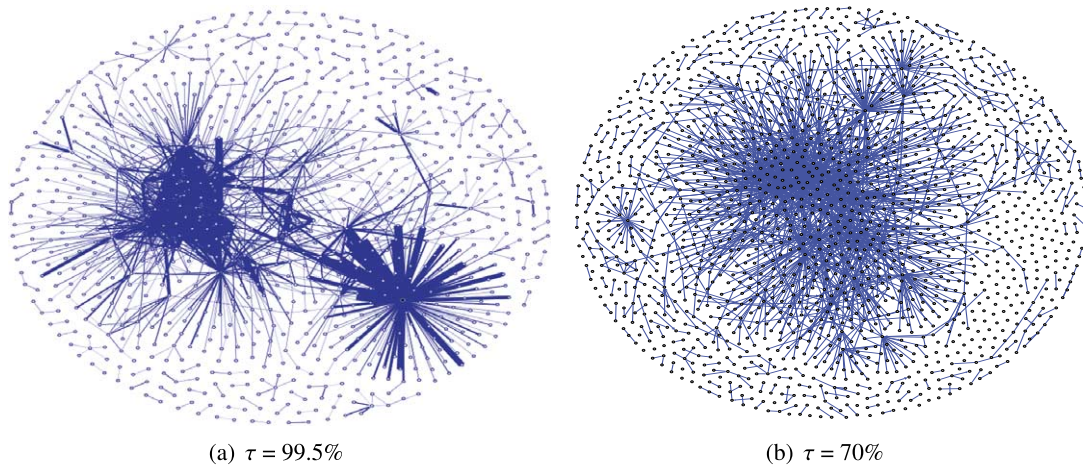 (a) τ = 99.5%
(b) τ = 70%